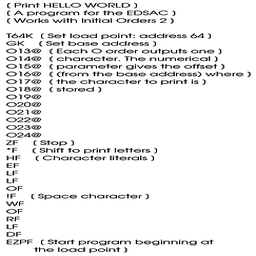 ( Print HELLO WORLD )
( A program for the EDSAC )
( Works with Initial Orders 2 )
T64K ( Set load point: address 64 )
GK ( Set base address )
O13@ ( Each O order outputs one )
O14@ ( character. The numerical )
O15@ ( parameter gives the offset )
O16@ ( (from the base address) where )
O17@ ( the character to print is )
O18@ ( stored )
O19@
O20@
O21@
O22@
O23@
O24@
ZF ( Stop )
*F ( Shift to print letters )
HF ( Character literals )
EF
LF
LF
OF
!F ( Space character )
WF
OF
RF
LF
DF
EZPF ( Start program beginning at
the load point )